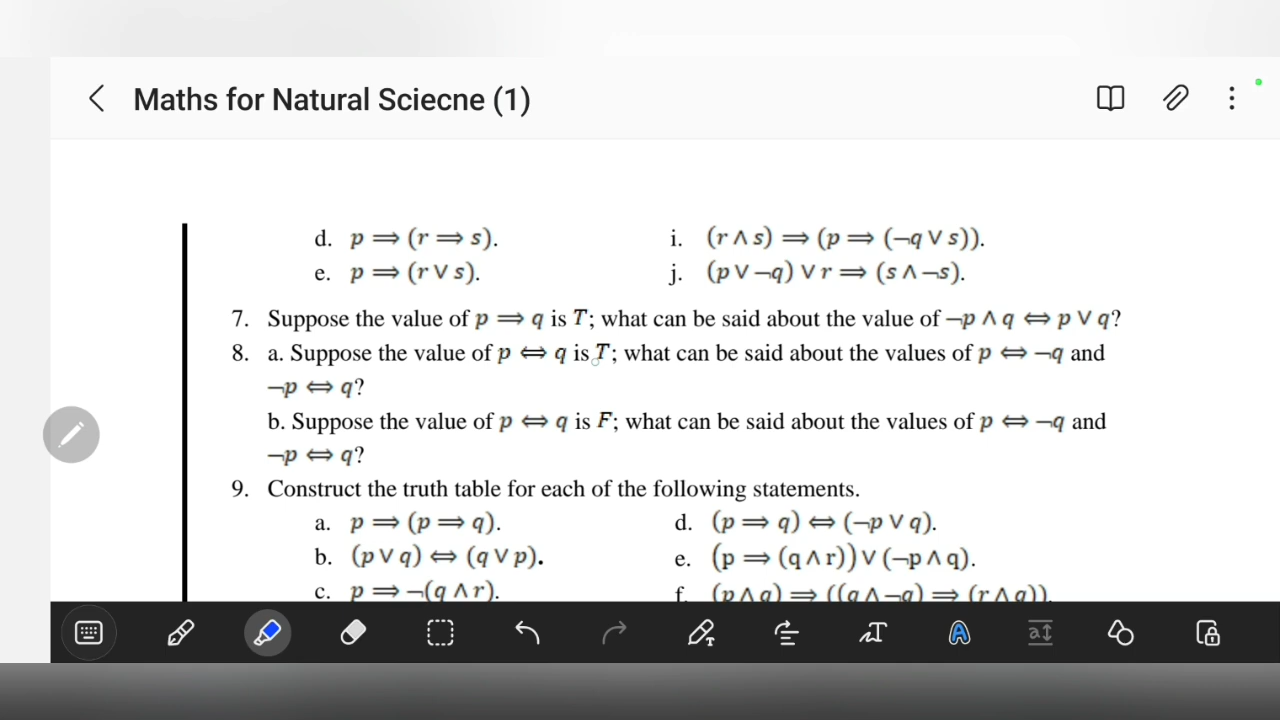 Maths for Natural Sciecne (1)
d. p ⟹ (r ⟹ s). i. (r ∧ s) ⟹ (p ⟹ (¬q ∨ s)).
e. p ⟹ (r ∨ s). j. (p ∨ ¬q) ∨ r ⟹ (s ∧ ¬s).
7. Suppose the value of p ⟹ q is T; what can be said about the value of ¬p ∧ q ⟺ p ∨ q?
8. a. Suppose the value of p ⟺ q is T; what can be said about the values of p ⟺ ¬q and
¬p ⟺ q?
b. Suppose the value of p ⟺ q is F; what can be said about the values of p ⟺ ¬q and
¬p ⟺ q?
9. Construct the truth table for each of the following statements.
a. p ⟹ (p ⟹ q). d. (p ⟹ q) ⟺ (¬p ∨ q).
b. (p ∨ q) ⟺ (q ∨ p). e. (p ⟹ (q ∧ r)) ∨ (¬p ∧ q).
c. p ⟹ ¬(q ∧ r). f. (p ∧ q) ⟹ ((q ∧ ¬q) ⟹ (r ∧ q)).